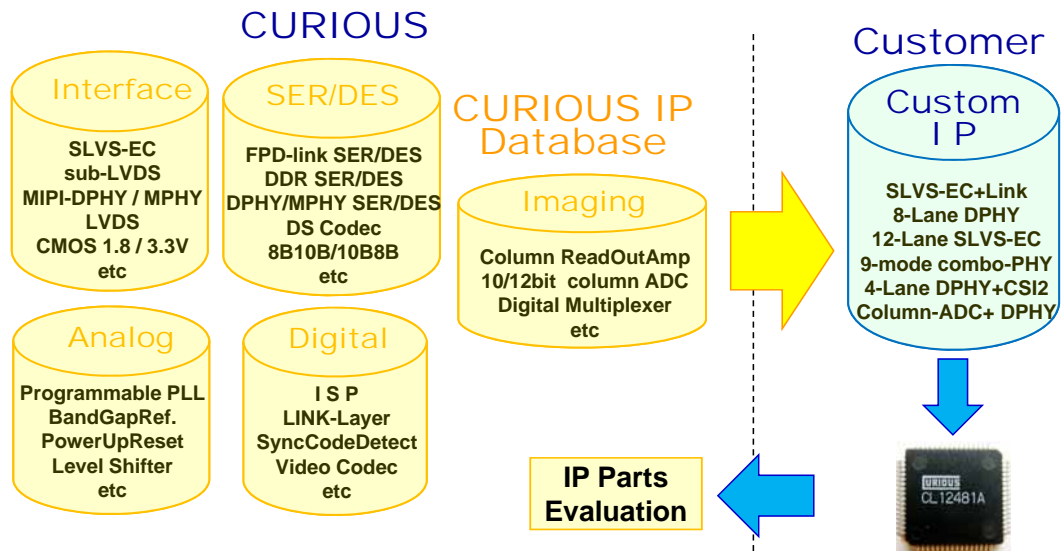 CURIOUS
Interface
SLVS-EC
sub-LVDS
MIPI-DPHY / MPHY
LVDS
CMOS 1.8 / 3.3V
etc
SER/DES
FPD-link SER/DES
DDR SER/DES
DPHY/MPHY SER/DES
DS Codec
8B10B/10B8B
etc
CURIOUS IP
Database
Imaging
Column ReadOutAmp
10/12bit column ADC
Digital Multiplexer
etc
Analog
Programmable PLL
BandGapRef.
PowerUpReset
Level Shifter
etc
Digital
I S P
LINK-Layer
SyncCodeDetect
Video Codec
etc
IP Parts
Evaluation
Customer
Custom
I P
SLVS-EC+Link
8-Lane DPHY
12-Lane SLVS-EC
9-mode combo-PHY
4-Lane DPHY+CSI2
Column-ADC+ DPHY
URIOUS
CL12481A